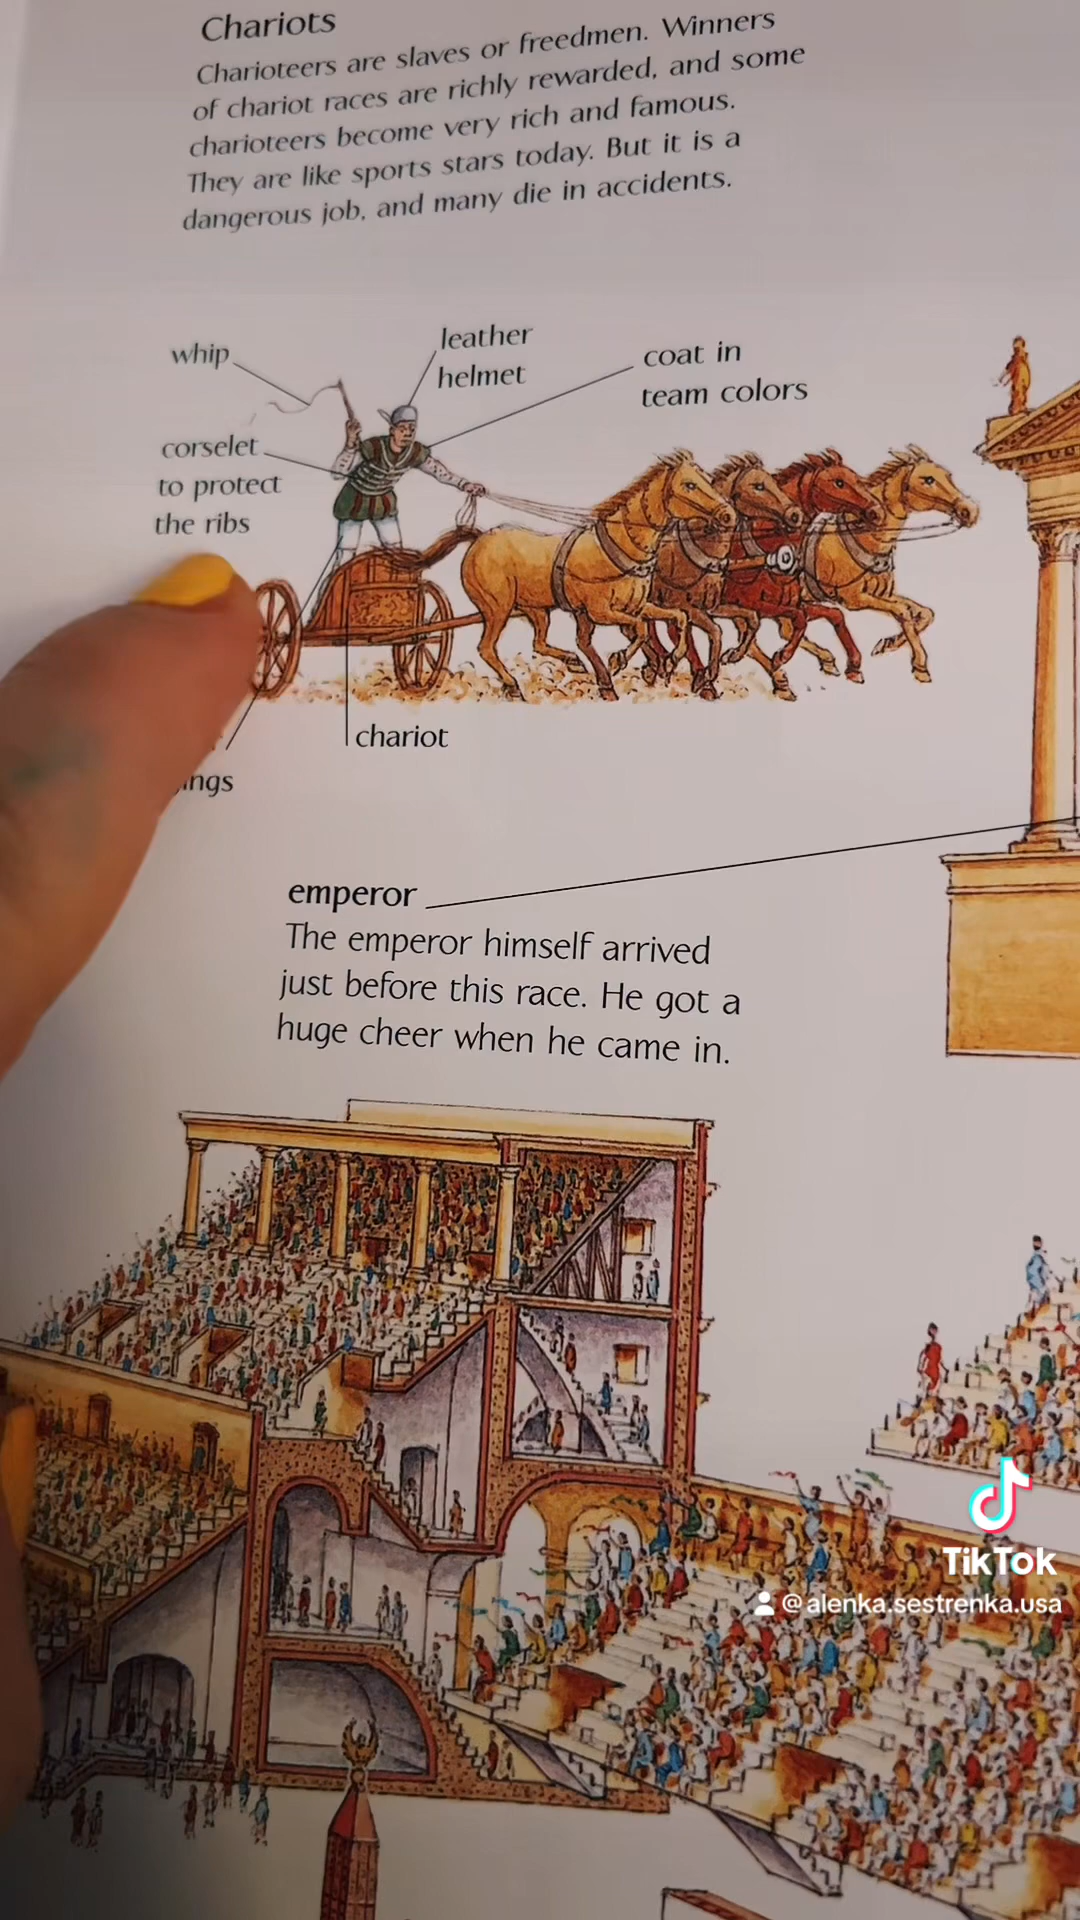 Chariots
Charioteers are slaves or freedmen. Winners
of chariot races are richly rewarded, and some
charioteers become very rich and famous.
They are like sports stars today. But it is a
dangerous job, and many die in accidents.
whip
leather
helmet
coat in
team colors
corselet
to protect
the ribs
chariot
emperor
The emperor himself arrived
just before this race. He got a
huge cheer when he came in.
TikTok
@alenka.sestrenka.usa